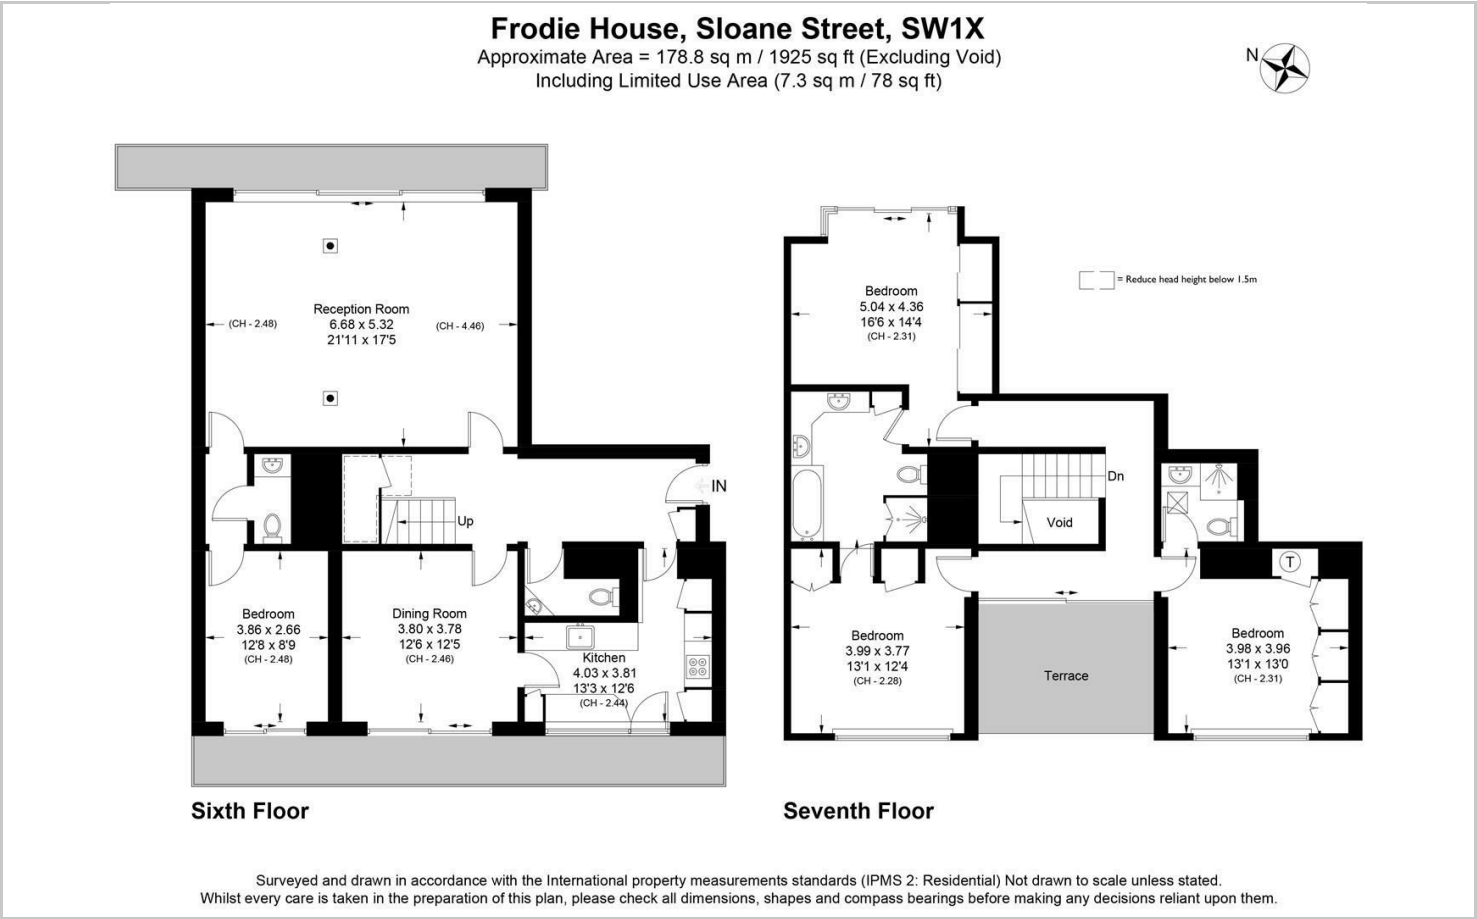 Frodie House, Sloane Street, SW1X
Approximate Area = 178.8 sq m / 1925 sq ft (Excluding Void)
Including Limited Use Area (7.3 sq m / 78 sq ft)
N
Reception Room
6.68 x 5.32
21'11 x 17'5
(CH - 2.48)
(CH - 4.46)
IN
Up
Bedroom
3.86 x 2.66
12'8 x 8'9
(CH - 2.48)
Dining Room
3.80 x 3.78
12'6 x 12'5
(CH - 2.46)
Kitchen
4.03 x 3.81
13'3 x 12'6
(CH - 2.44)
Sixth Floor
= Reduce head height below 1.5m
Bedroom
5.04 x 4.36
16'6 x 14'4
(CH - 2.31)
Dn
Void
T
Bedroom
3.99 x 3.77
13'1 x 12'4
(CH - 2.28)
Terrace
Bedroom
3.98 x 3.96
13'1 x 13'0
(CH - 2.31)
Seventh Floor
Surveyed and drawn in accordance with the International property measurements standards (IPMS 2: Residential) Not drawn to scale unless stated.
Whilst every care is taken in the preparation of this plan, please check all dimensions, shapes and compass bearings before making any decisions reliant upon them.